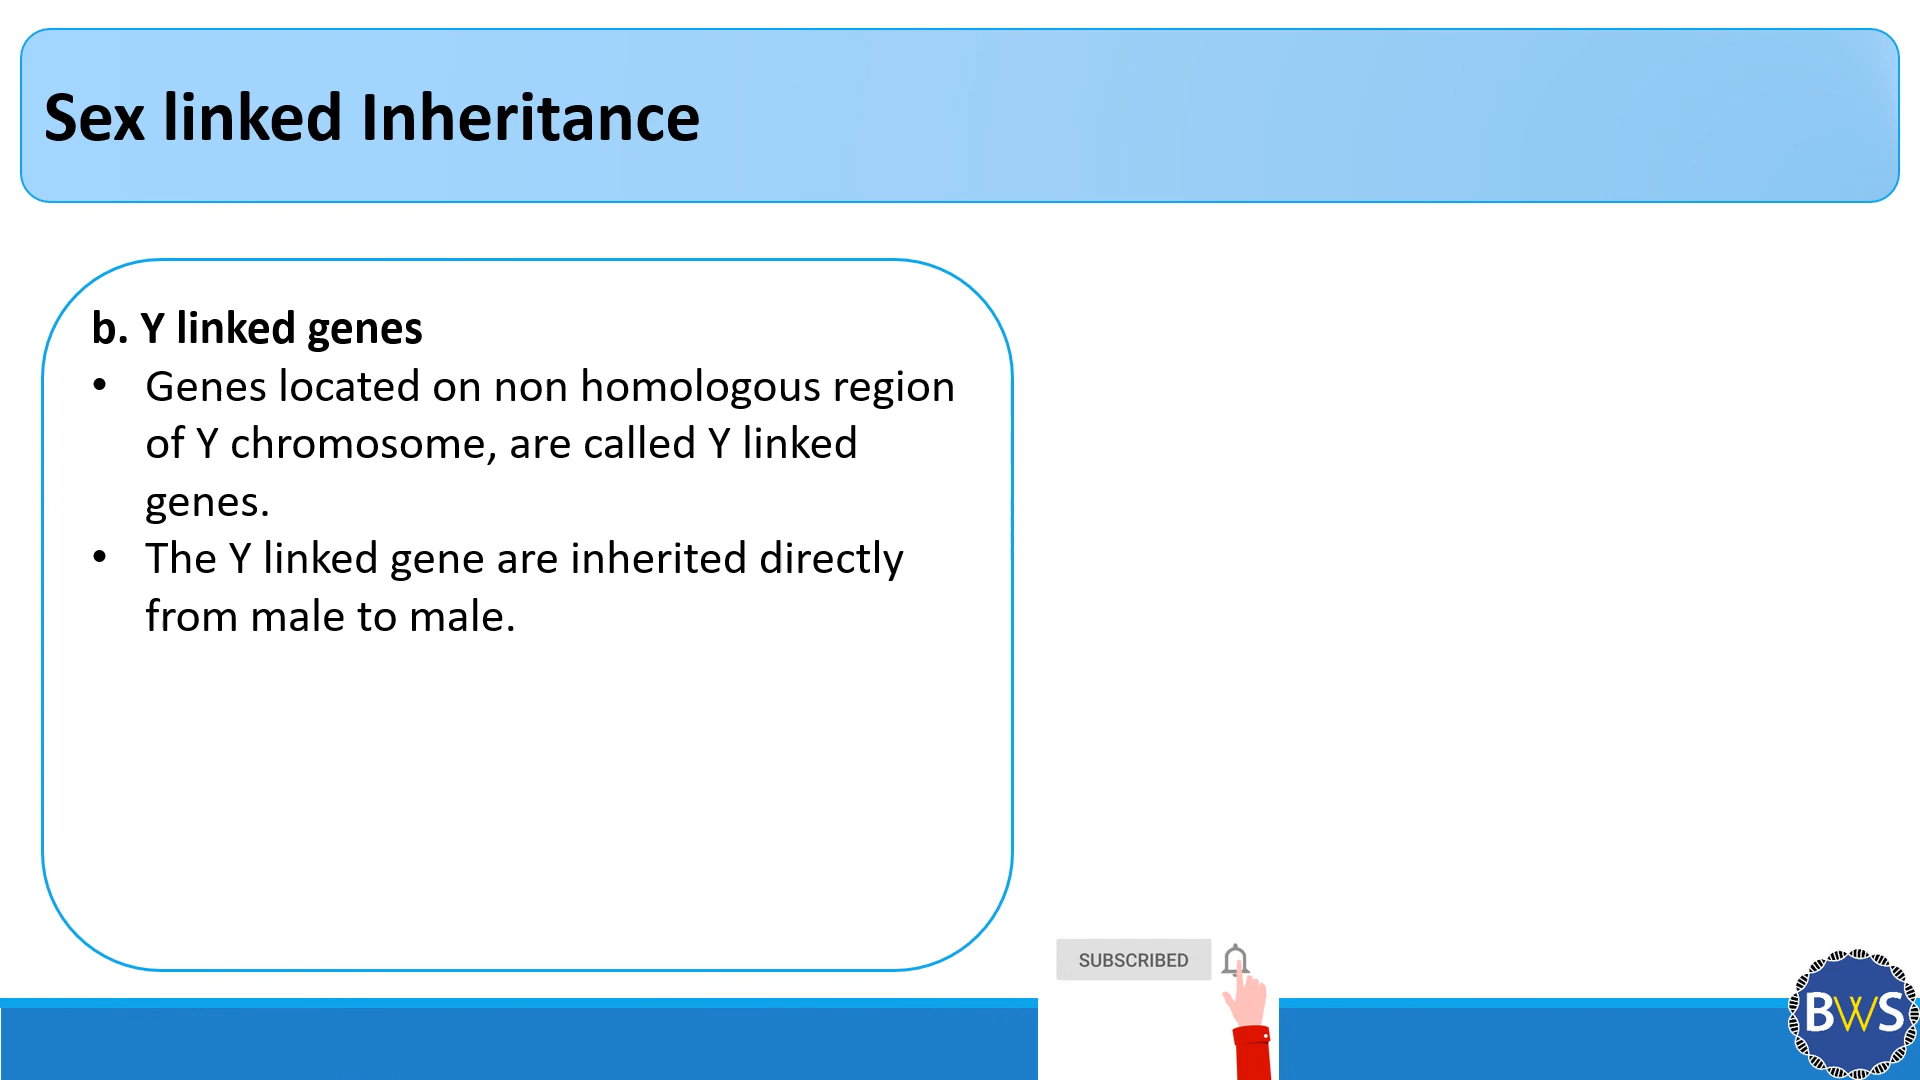 Sex linked Inheritance
b. Y linked genes
• Genes located on non homologous region
of Y chromosome, are called Y linked
genes.
• The Y linked gene are inherited directly
from male to male.
SUBSCRIBED
BWS